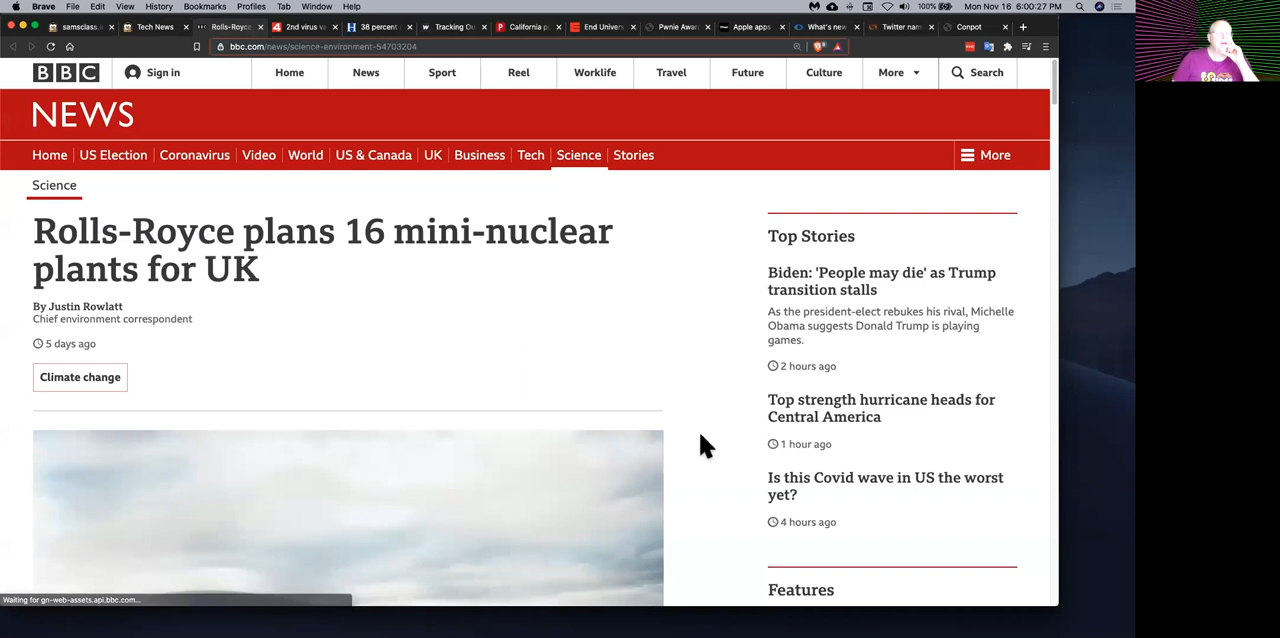 Brave File Edit View History Bookmarks Profiles Tab Window Help 100% Mon Nov 16 6:00:27 PM
samsclass.i Tech News Rolls-Royce 2nd virus va 38 percent Tracking Ou California p End Univers Pwnie Award Apple apps What's new Twitter nam Conpot
bbc.com/news/science-environment-54703204
BBC Sign in Home News Sport Reel Worklife Travel Future Culture More Search
NEWS
Home US Election Coronavirus Video World US & Canada UK Business Tech Science Stories More
Science
Rolls-Royce plans 16 mini-nuclear
plants for UK
By Justin Rowlatt
Chief environment correspondent
5 days ago
Climate change
Top Stories
Biden: 'People may die' as Trump
transition stalls
As the president-elect rebukes his rival, Michelle
Obama suggests Donald Trump is playing
games.
2 hours ago
Top strength hurricane heads for
Central America
1 hour ago
Is this Covid wave in US the worst
yet?
4 hours ago
Features
Waiting for gn-web-assets.api.bbc.com...